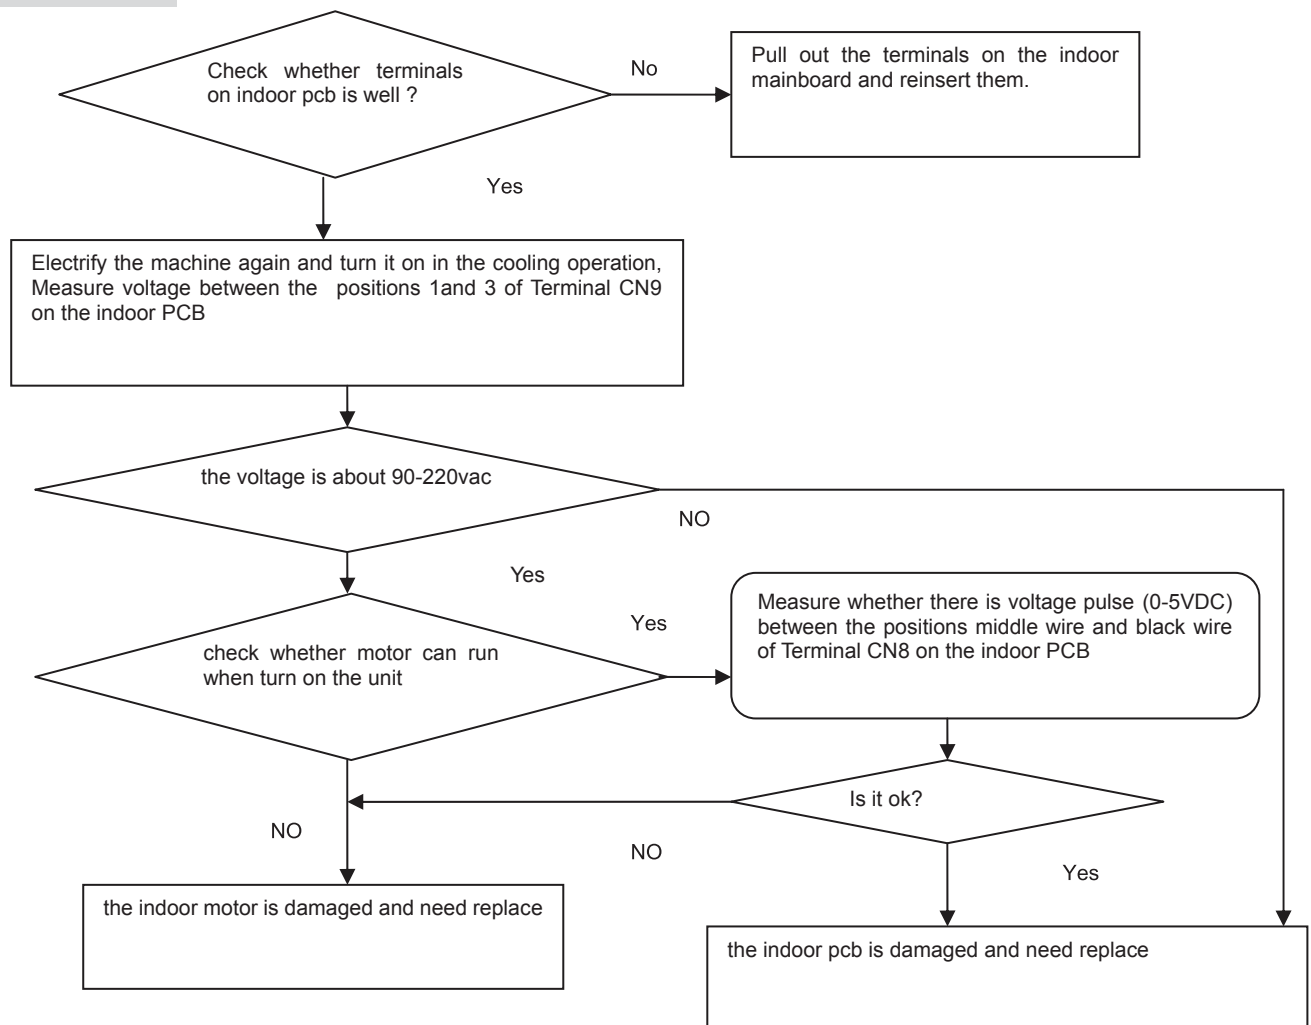 Check whether terminals
on indoor pcb is well ?
No
Pull out the terminals on the indoor
mainboard and reinsert them.
Yes
Electrify the machine again and turn it on in the cooling operation,
Measure voltage between the positions 1and 3 of Terminal CN9
on the indoor PCB
the voltage is about 90-220vac
NO
Yes
check whether motor can run
when turn on the unit
Yes
Measure whether there is voltage pulse (0-5VDC)
between the positions middle wire and black wire
of Terminal CN8 on the indoor PCB
Is it ok?
NO
NO
Yes
the indoor motor is damaged and need replace
the indoor pcb is damaged and need replace